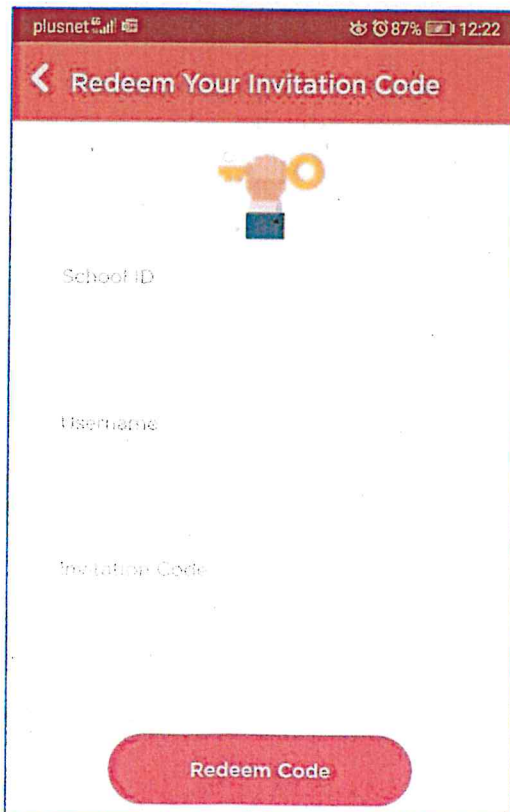 plusnet 87% 12:22
Redeem Your Invitation Code
School ID
Username
Invitation Code
Redeem Code